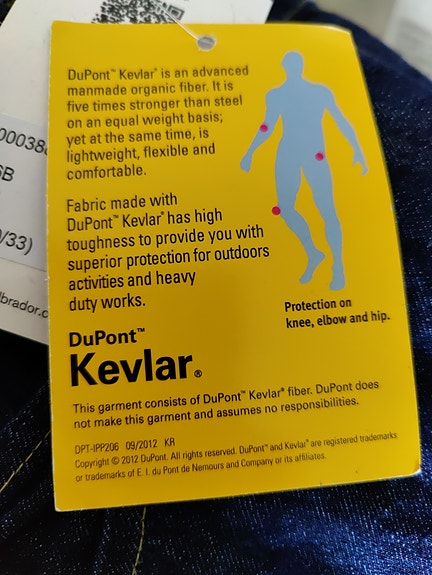 DuPont™ Kevlar® is an advanced
manmade organic fiber. It is
five times stronger than steel
on an equal weight basis;
yet at the same time, is
lightweight, flexible and
comfortable.
Fabric made with
DuPont™ Kevlar® has high
toughness to provide you with
superior protection for outdoors
activities and heavy
duty works.
Protection on
knee, elbow and hip.
DuPont™
Kevlar®
This garment consists of DuPont™ Kevlar® fiber. DuPont does
not make this garment and assumes no responsibilities.
DPT-IPP206 09/2012 KR
Copyright © 2012 DuPont. All rights reserved. DuPont™ and Kevlar® are registered trademarks
or trademarks of E. I. du Pont de Nemours and Company or its affiliates.
/33)